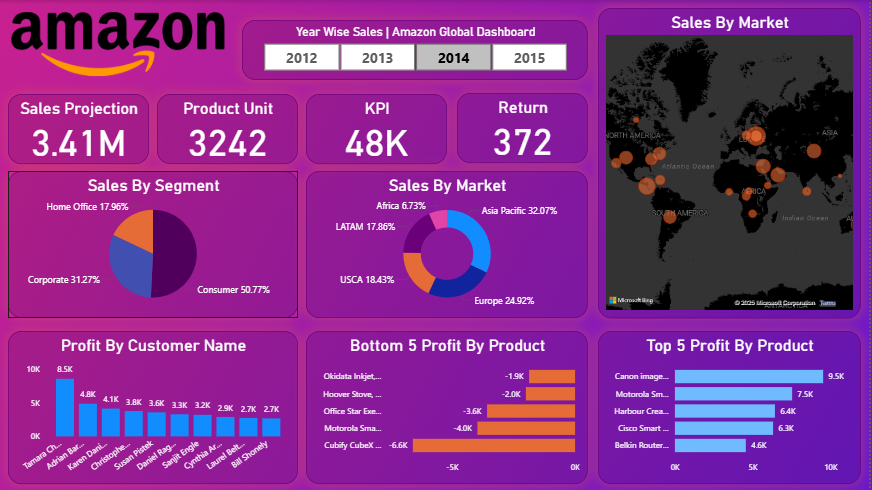 amazon
Year Wise Sales | Amazon Global Dashboard
2012
2013
2014
2015
Sales Projection
3.41M
Product Unit
3242
KPI
48K
Return
372
Sales By Segment
Home Office 17.96%
Corporate 31.27%
Consumer 50.77%
Sales By Market
Africa 6.73%
Asia Pacific 32.07%
LATAM 17.86%
USCA 18.43%
Europe 24.92%
Sales By Market
NORTH AMERICA
ASIA
Atlantic Ocean
AFRICA
SOUTH AMERICA
Indian Ocean
Microsoft Bing
© 2025 Microsoft Corporation Terms
Profit By Customer Name
10K
5K
0K
8.5K
4.8K
4.1K
3.8K
3.6K
3.3K
3.2K
2.9K
2.7K
2.7K
Tamara Ch...
Adrian Bar...
Karen Dani...
Christophe...
Susan Pistek
Daniel Rag...
Sanjit Engle
Cynthia Ar...
Laurel Belt...
Bill Shonely
Bottom 5 Profit By Product
Okidata Inkjet,... -1.9K
Hoover Stove, ... -2.0K
Office Star Exe... -3.6K
Motorola Sma... -4.0K
Cubify CubeX ... -6.6K
-5K
0K
Top 5 Profit By Product
Canon image... 9.5K
Motorola Sm... 7.5K
Harbour Crea... 6.4K
Cisco Smart ... 6.3K
Belkin Router... 4.6K
0K
5K
10K